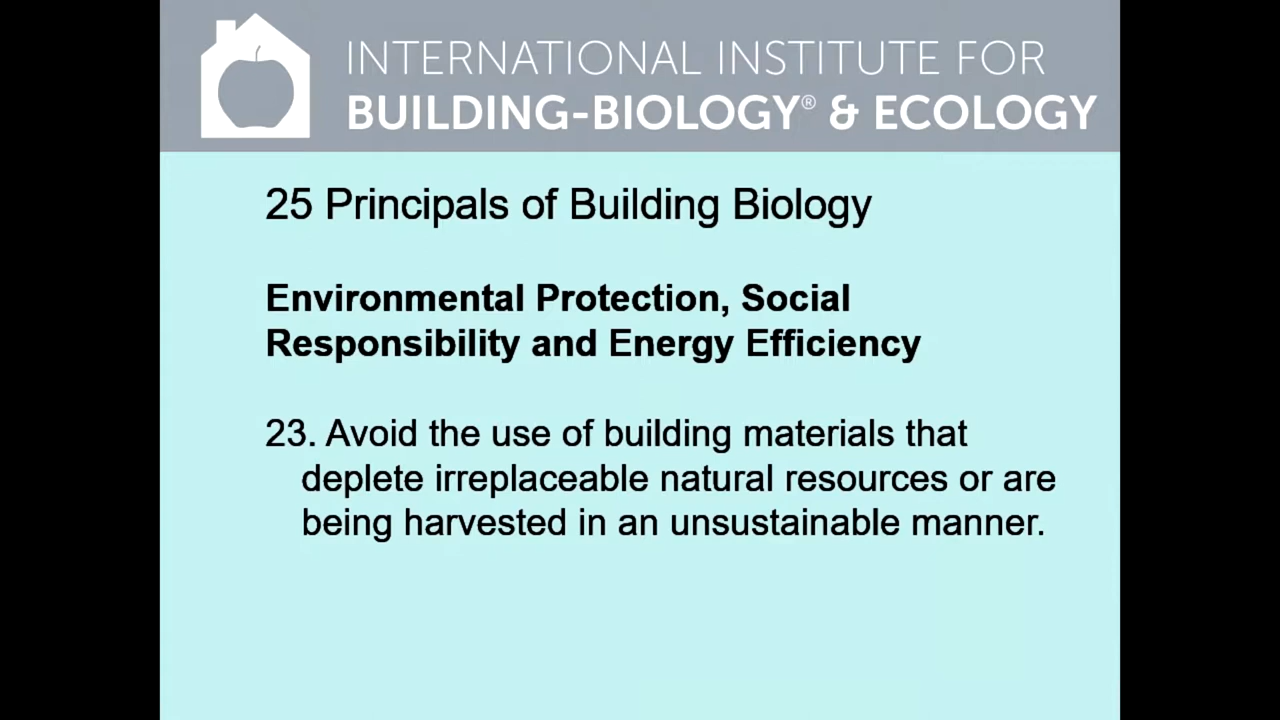 INTERNATIONAL INSTITUTE FOR
BUILDING-BIOLOGY® & ECOLOGY
25 Principals of Building Biology
Environmental Protection, Social
Responsibility and Energy Efficiency
23. Avoid the use of building materials that
deplete irreplaceable natural resources or are
being harvested in an unsustainable manner.